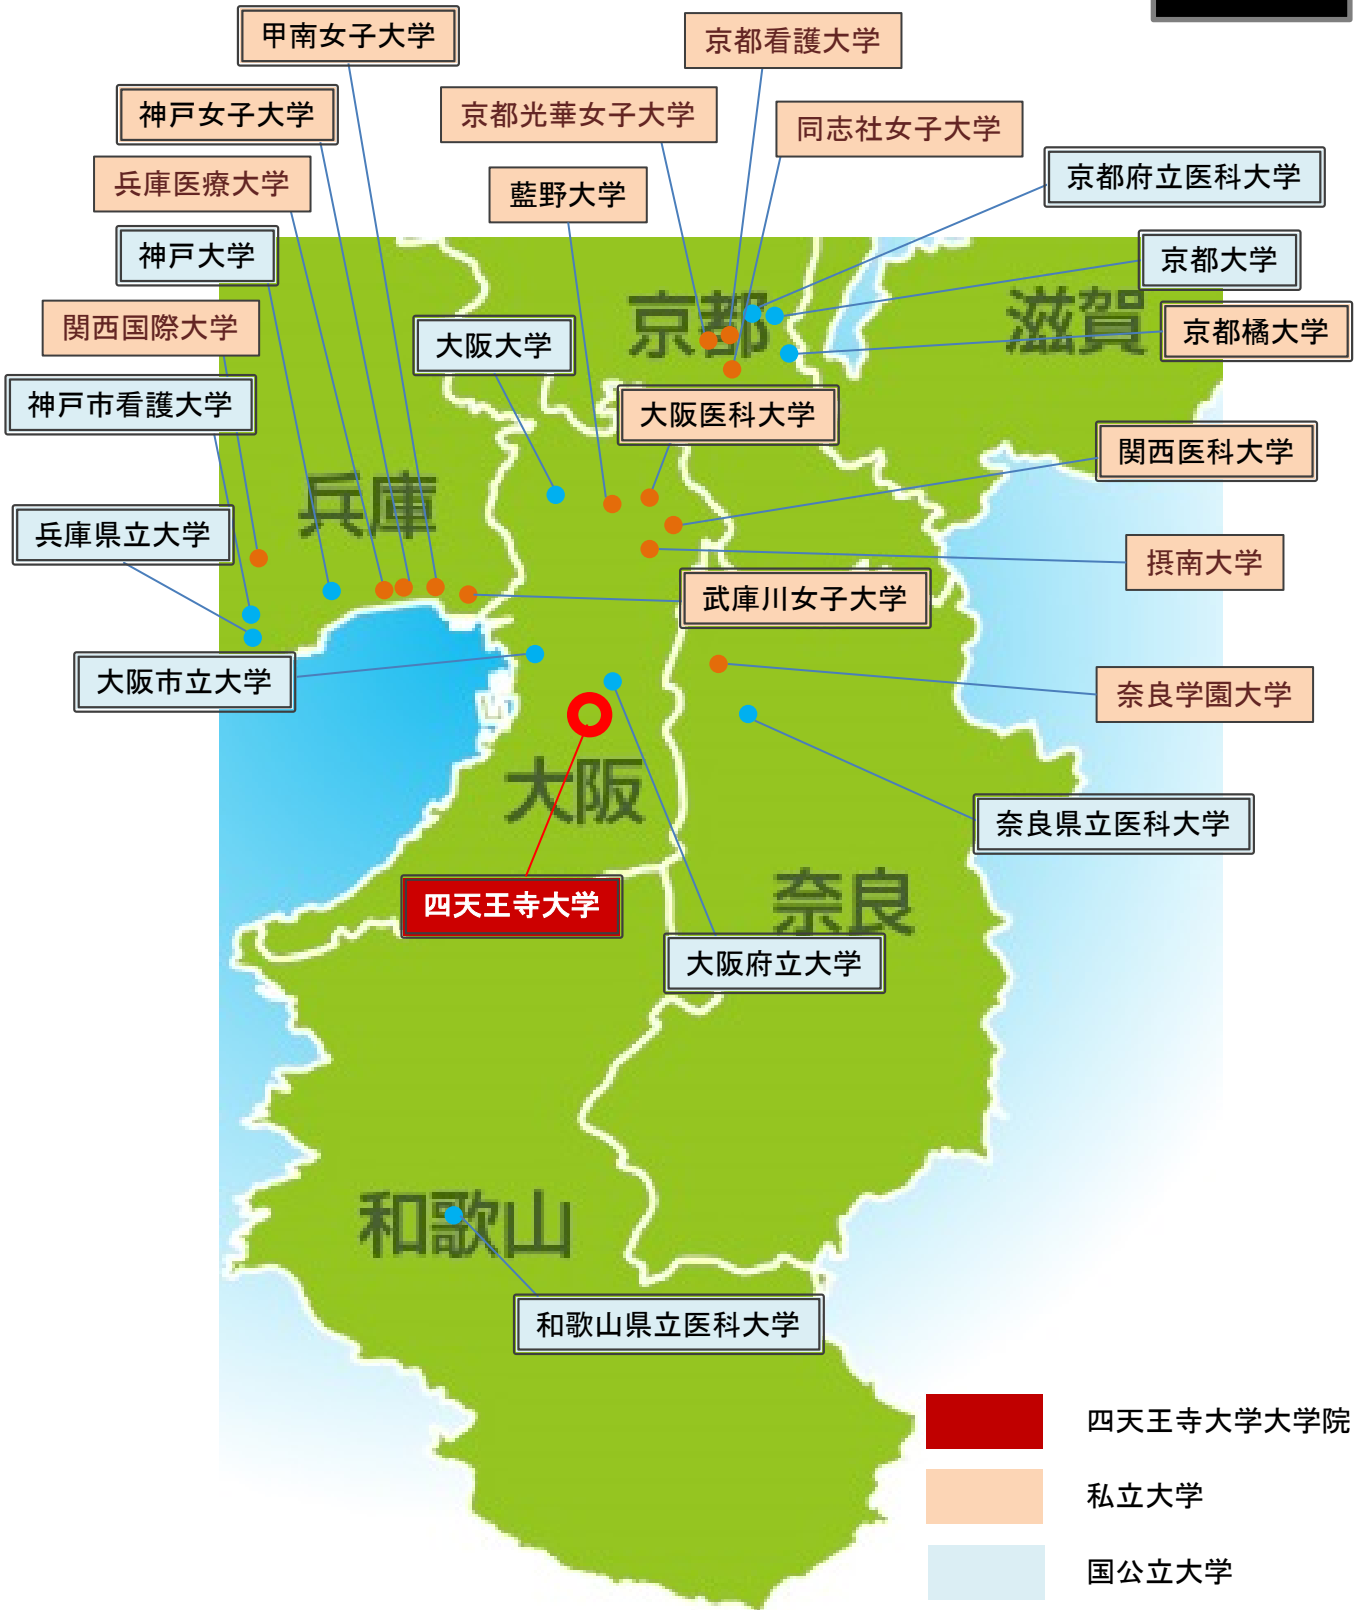 甲南女子大学
京都看護大学
神戸女子大学
京都光華女子大学
同志社女子大学
兵庫医療大学
藍野大学
京都府立医科大学
神戸大学
京都大学
関西国際大学
大阪大学
京都
滋賀
京都橘大学
神戸市看護大学
大阪医科大学
関西医科大学
兵庫
兵庫県立大学
摂南大学
武庫川女子大学
大阪市立大学
奈良学園大学
大阪
奈良県立医科大学
四天王寺大学
奈良
大阪府立大学
和歌山
和歌山県立医科大学
四天王寺大学大学院
私立大学
国公立大学